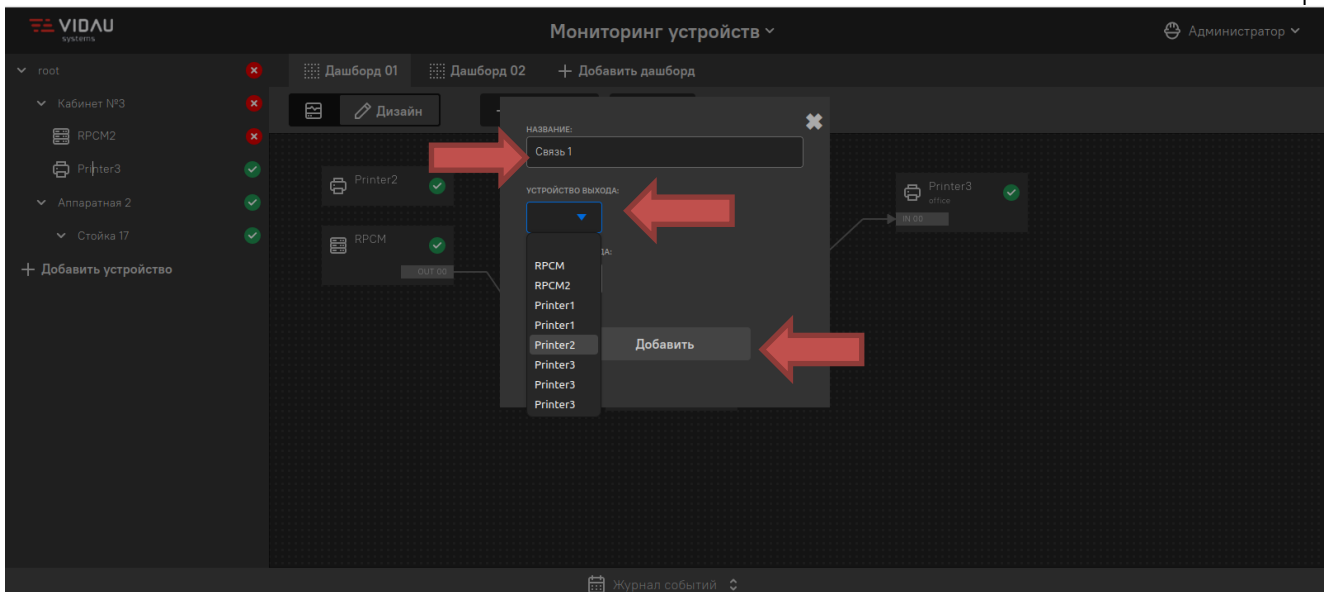 VIDAU
systems
Мониторинг устройств
Администратор
root
Дашборд 01
Дашборд 02
+ Добавить дашборд
Кабинет №3
Дизайн
RPCM2
Printer3
Аппаратная 2
Стойка 17
+ Добавить устройство
НАЗВАНИЕ:
Связь 1
УСТРОЙСТВО ВЫХОДА:
RPCM
RPCM2
Printer1
Printer1
Printer2
Printer3
Printer3
Printer3
Добавить
Printer2
RPCM
OUT 00
Printer3
office
IN 00
Журнал событий